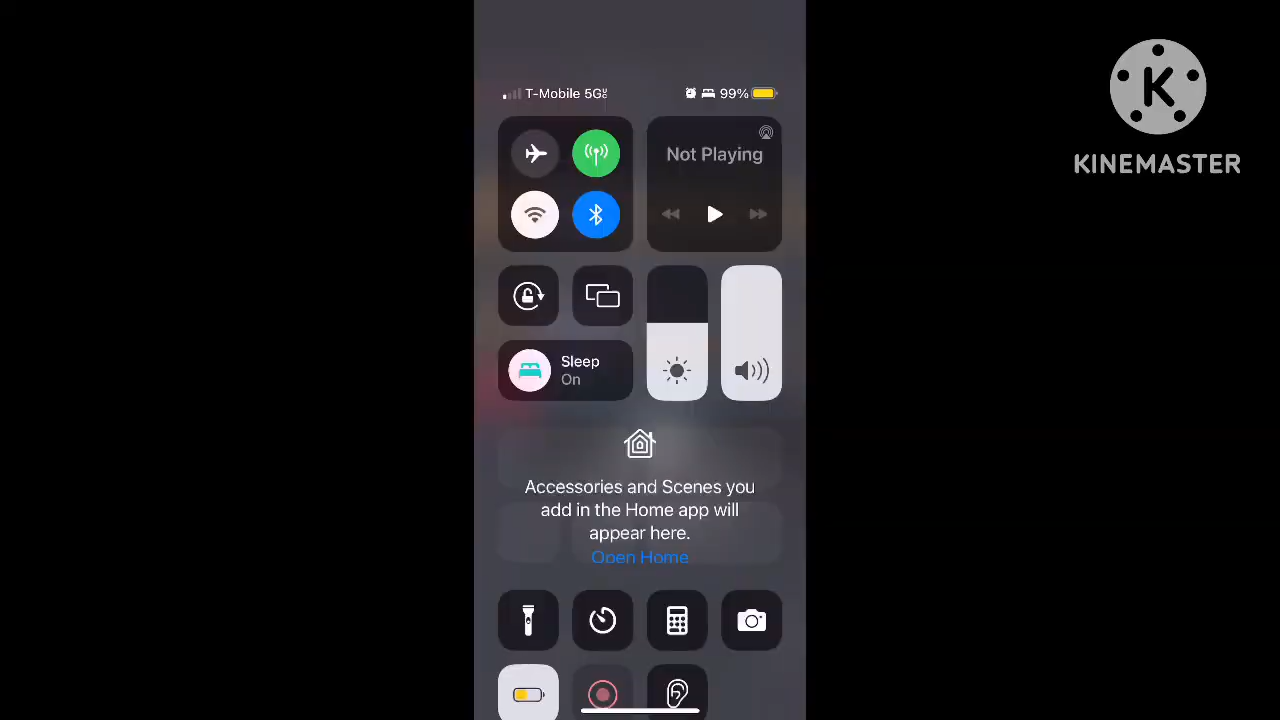 T-Mobile 5G
99%
K
KINEMASTER
Not Playing
Sleep
On
Accessories and Scenes you
add in the Home app will
appear here.
Open Home